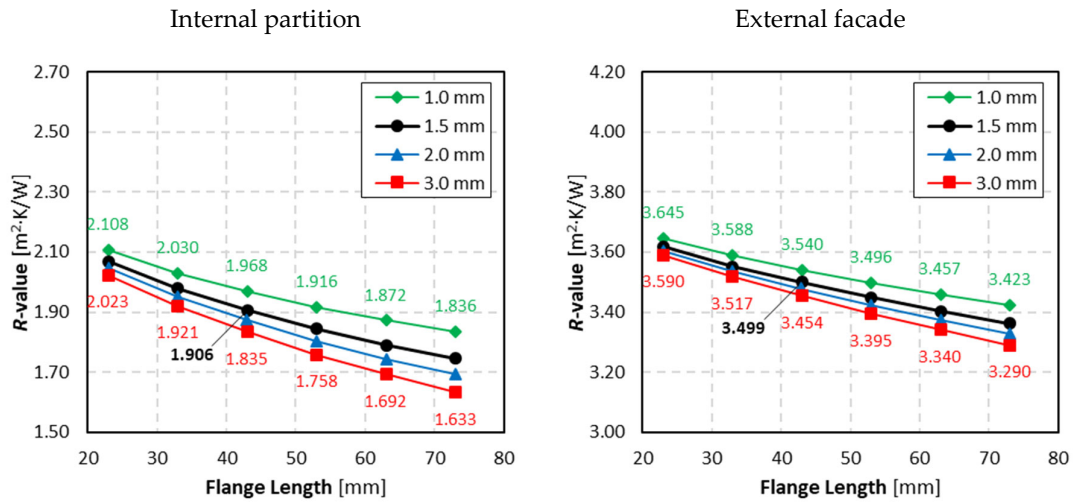 Internal partition
2.70
2.50
2.30
2.10
1.90
1.70
1.50
R-value [m²·K/W]
1.0 mm
1.5 mm
2.0 mm
3.0 mm
2.108
2.030
1.968
1.916
1.872
1.836
2.023
1.921
1.906
1.835
1.758
1.692
1.633
20 30 40 50 60 70 80
Flange Length [mm]
External facade
4.20
4.00
3.80
3.60
3.40
3.20
3.00
R-value [m²·K/W]
1.0 mm
1.5 mm
2.0 mm
3.0 mm
3.645
3.588
3.540
3.496
3.457
3.423
3.590
3.517
3.499
3.454
3.395
3.340
3.290
20 30 40 50 60 70 80
Flange Length [mm]